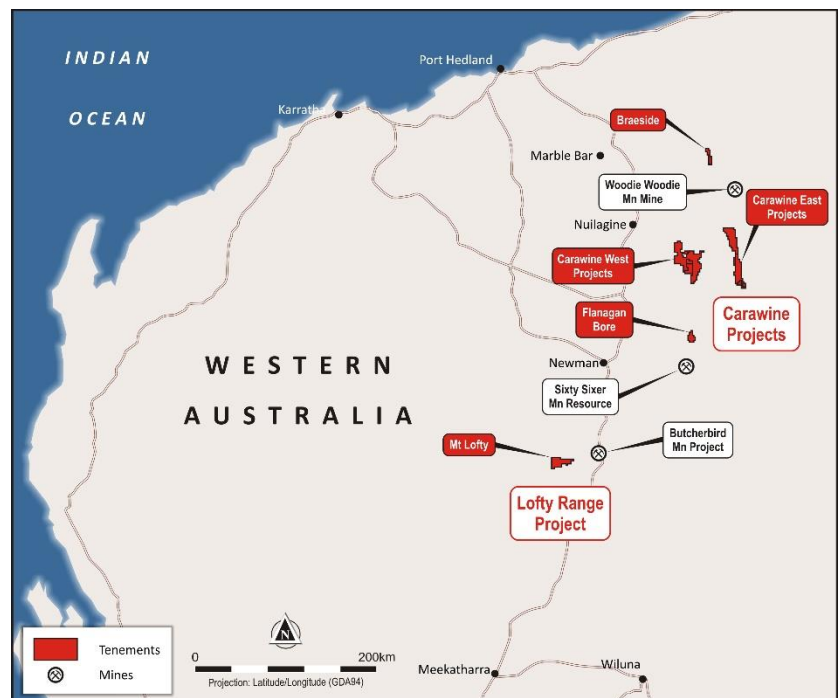 INDIAN
OCEAN
Port Hedland
Karratha
Braeside
Marble Bar
Woodie Woodie
Mn Mine
Carawine East
Projects
Nuilagine
Carawine West
Projects
Flanagan
Bore
Carawine
Projects
WESTERN
AUSTRALIA
Newman
Sixty Sixer
Mn Resource
Mt Lofty
Butcherbird
Mn Project
Lofty Range
Project
Tenements
Mines
N
0
200km
Projection: Latitude/Longitude (GDA94)
Meekatharra
Wiluna